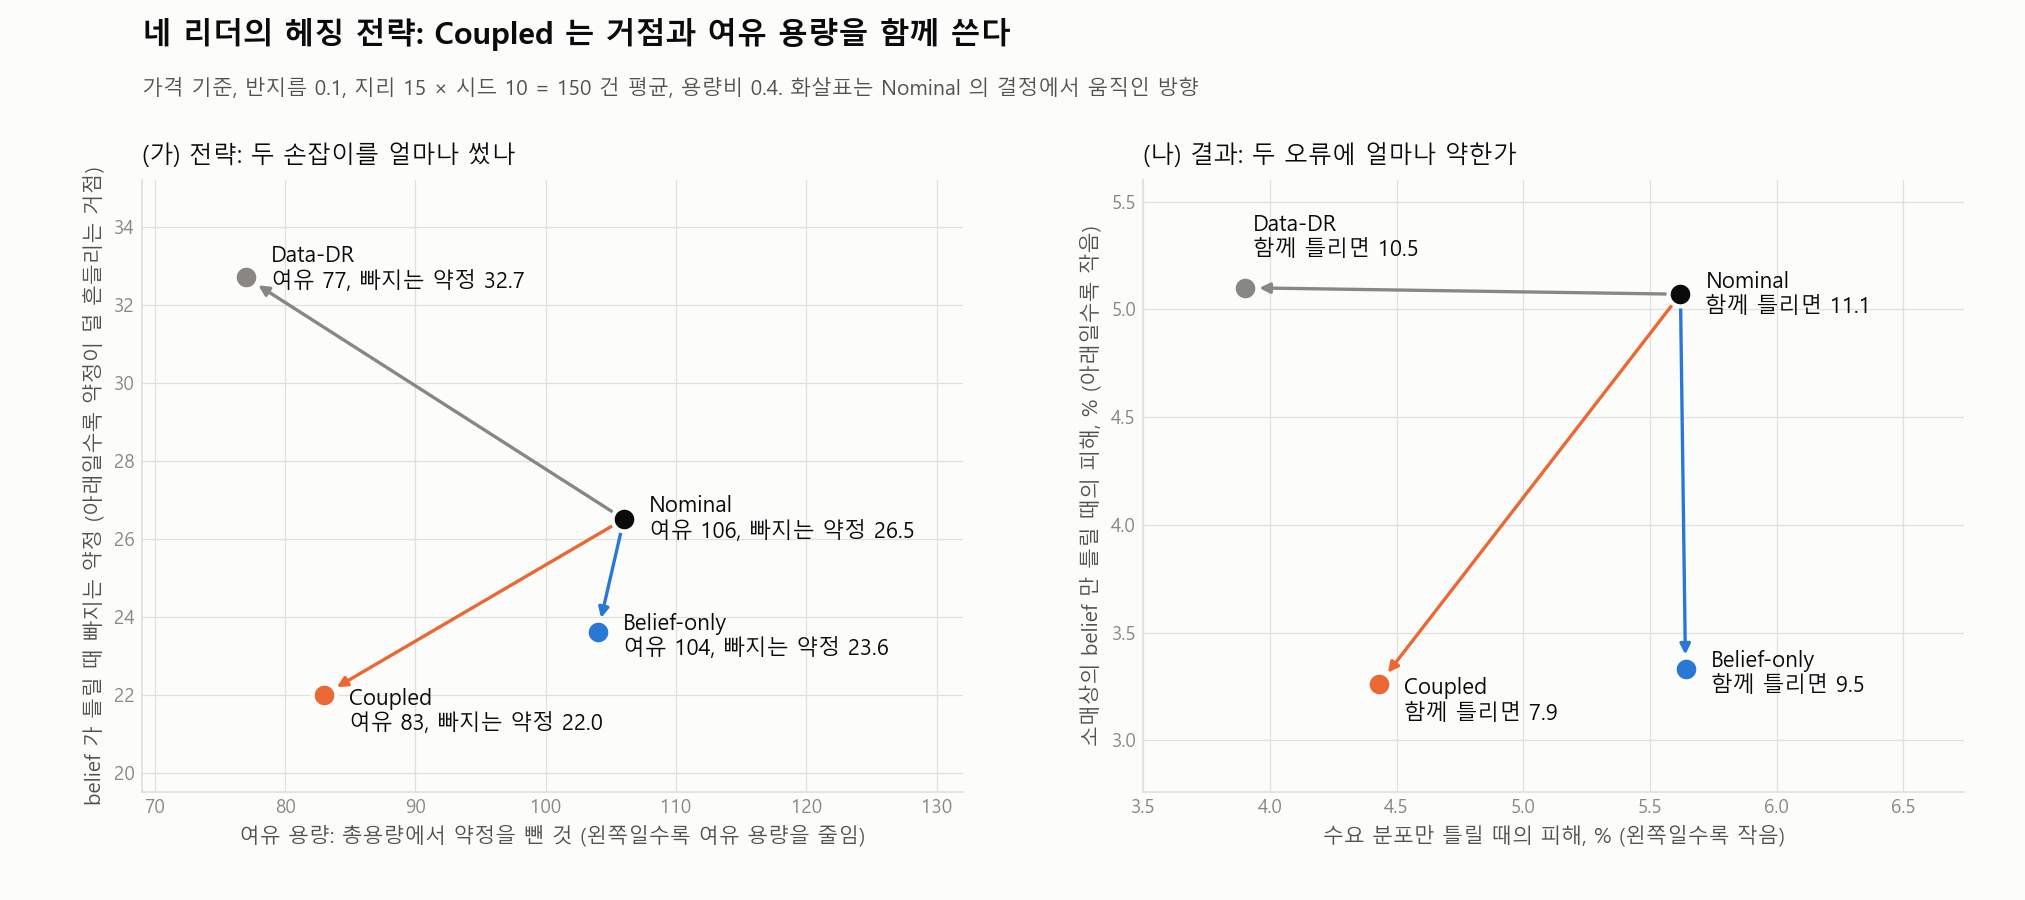 네 리더의 헤징 전략: Coupled 는 거점과 여유 용량을 함께 쓴다
가격 기준, 반지름 0.1, 지리 15 × 시드 10 = 150 건 평균, 용량비 0.4. 화살표는 Nominal 의 결정에서 움직인 방향
(가) 전략: 두 손잡이를 얼마나 썼나
belief 가 틀릴 때 빠지는 약정 (아래일수록 약정이 덜 흔들리는 거점)
34
32
30
28
26
24
22
20
Data-DR
여유 77, 빠지는 약정 32.7
Nominal
여유 106, 빠지는 약정 26.5
Belief-only
여유 104, 빠지는 약정 23.6
Coupled
여유 83, 빠지는 약정 22.0
70
80
90
100
110
120
130
여유 용량: 총용량에서 약정을 뺀 것 (왼쪽일수록 여유 용량을 줄임)
(나) 결과: 두 오류에 얼마나 약한가
소매상의 belief 만 틀릴 때의 피해, % (아래일수록 작음)
5.5
5.0
4.5
4.0
3.5
3.0
Data-DR
함께 틀리면 10.5
Nominal
함께 틀리면 11.1
Belief-only
함께 틀리면 9.5
Coupled
함께 틀리면 7.9
3.5
4.0
4.5
5.0
5.5
6.0
6.5
수요 분포만 틀릴 때의 피해, % (왼쪽일수록 작음)